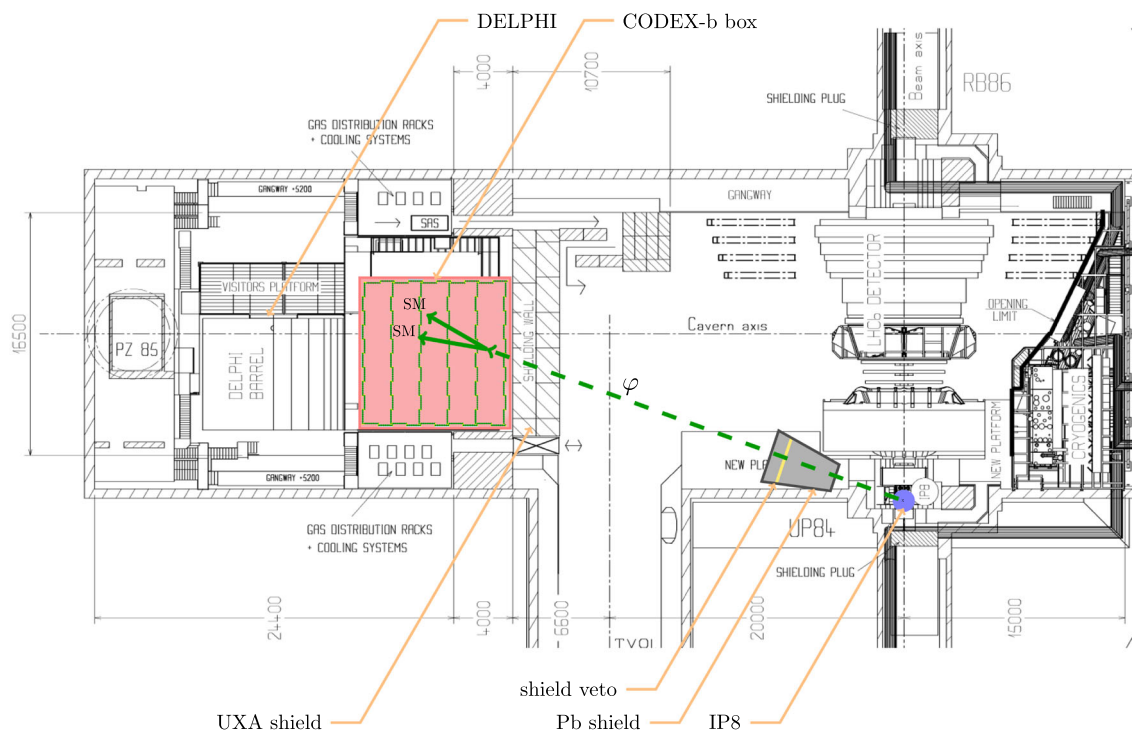 DELPHI
CODEX-b box
4000
10700
Beam axis
RB86
SHIELDING PLUG
GAS DISTRIBUTION RACKS
+ COOLING SYSTEMS
GANGWAY +5200
SAS
GANGWAY
16500
VISITORS PLATFORM
SM
SM
PZ 85
DELPHI
BARREL
SHIELDING WALL
Cavern axis
LHCb DETECTOR
OPENING
LIMIT
φ
NEW PLATFORM
CRYOGENICS
NEW PLF
IP8
GANGWAY +5200
GAS DISTRIBUTION RACKS
+ COOLING SYSTEMS
UP84
SHIELDING PLUG
24400
4000
6600
20000
15000
shield veto
UXA shield
Pb shield
IP8